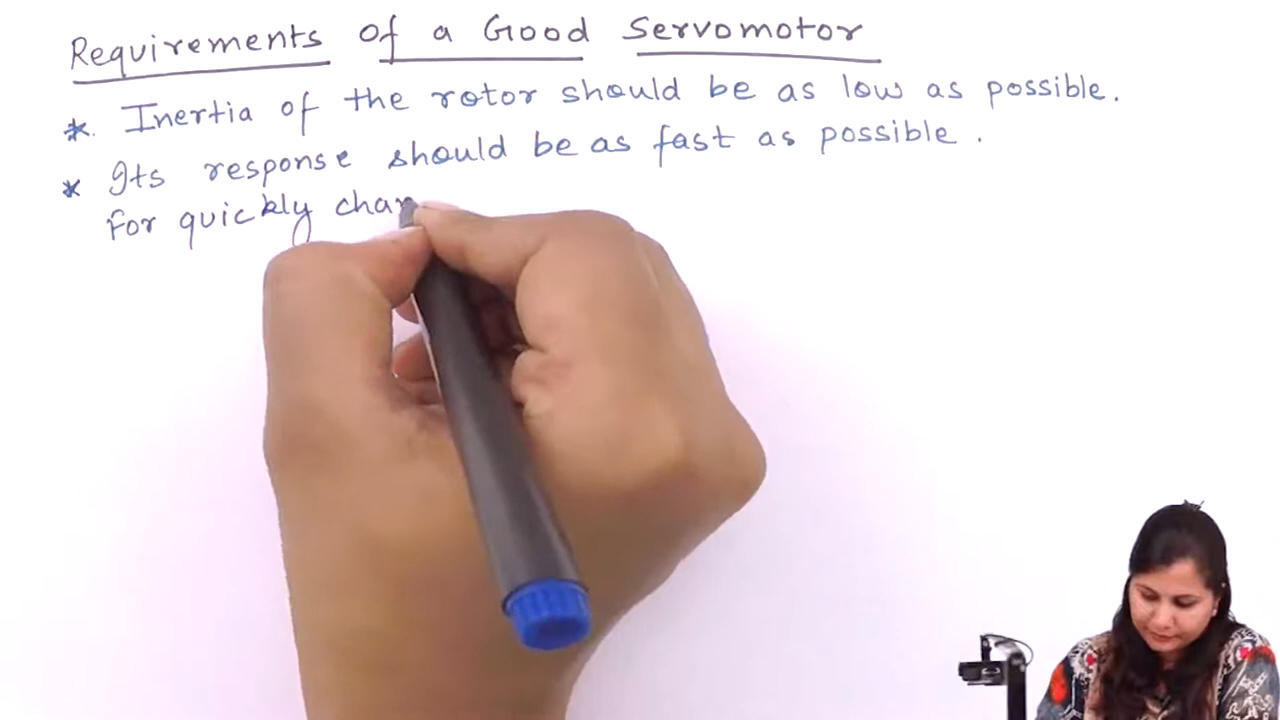 Requirements of a Good Servomotor
* Inertia of the rotor should be as low as possible.
* Its response should be as fast as possible.
For quickly chan